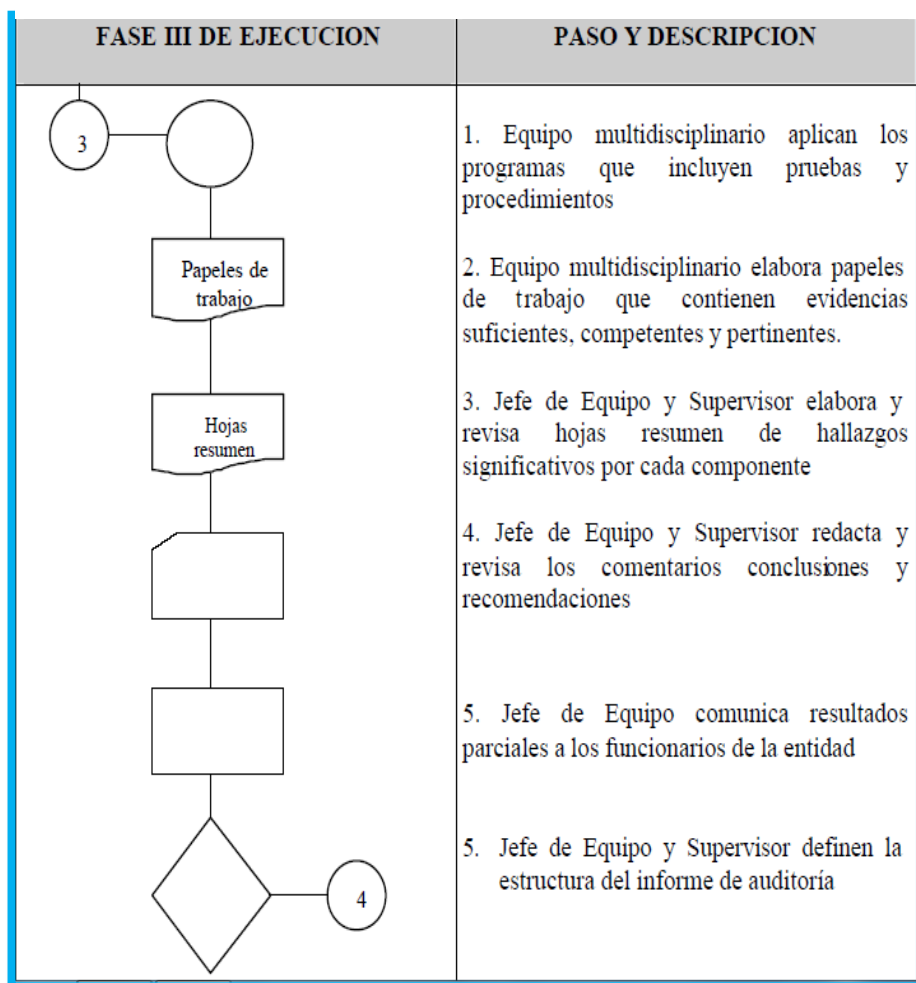 FASE III DE EJECUCION
PASO Y DESCRIPCION
3
1. Equipo multidisciplinario aplican los
programas que incluyen pruebas y
procedimientos
Papeles de
trabajo
2. Equipo multidisciplinario elabora papeles
de trabajo que contienen evidencias
suficientes, competentes y pertinentes.
Hojas
resumen
3. Jefe de Equipo y Supervisor elabora y
revisa hojas resumen de hallazgos
significativos por cada componente
4. Jefe de Equipo y Supervisor redacta y
revisa los comentarios conclusiones y
recomendaciones
5. Jefe de Equipo comunica resultados
parciales a los funcionarios de la entidad
4
5. Jefe de Equipo y Supervisor definen la
estructura del informe de auditoría